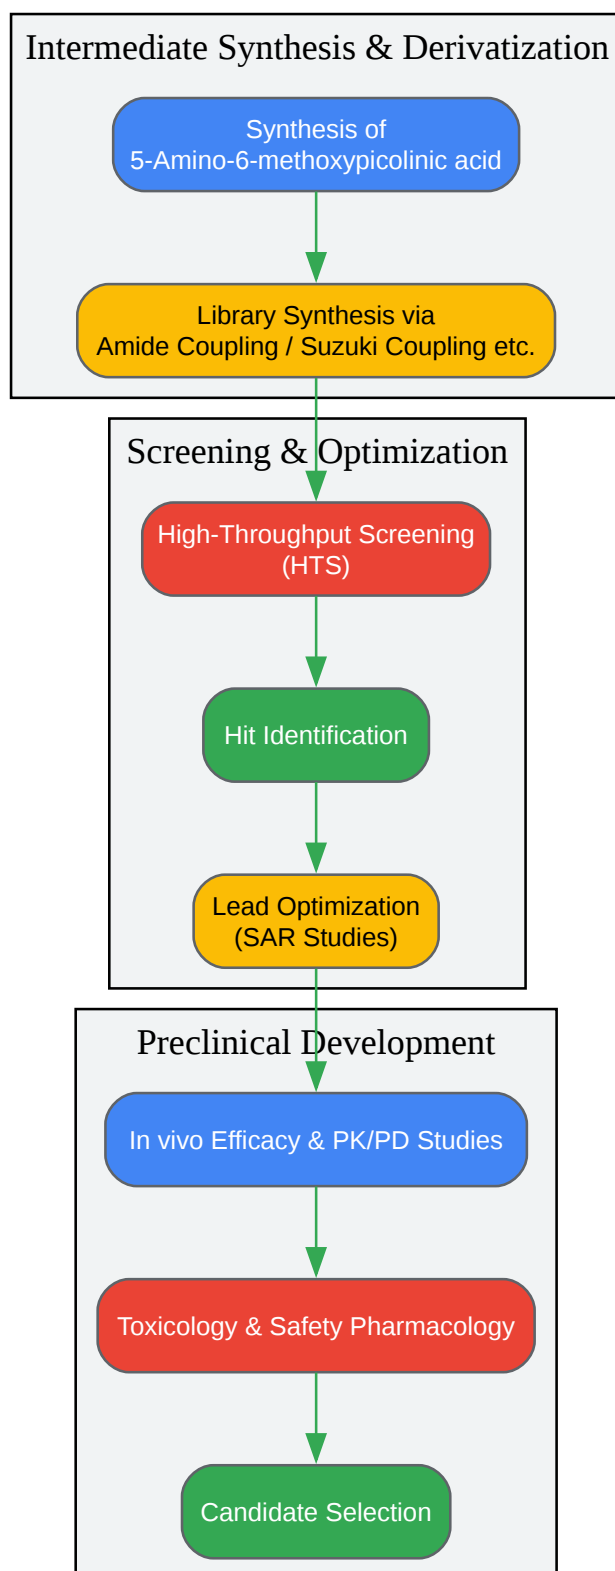 Intermediate Synthesis & Derivatization
Synthesis of
5-Amino-6-methoxypicolinic acid
Library Synthesis via
Amide Coupling / Suzuki Coupling etc.
Screening & Optimization
High-Throughput Screening
(HTS)
Hit Identification
Lead Optimization
(SAR Studies)
Preclinical Development
In vivo Efficacy & PK/PD Studies
Toxicology & Safety Pharmacology
Candidate Selection